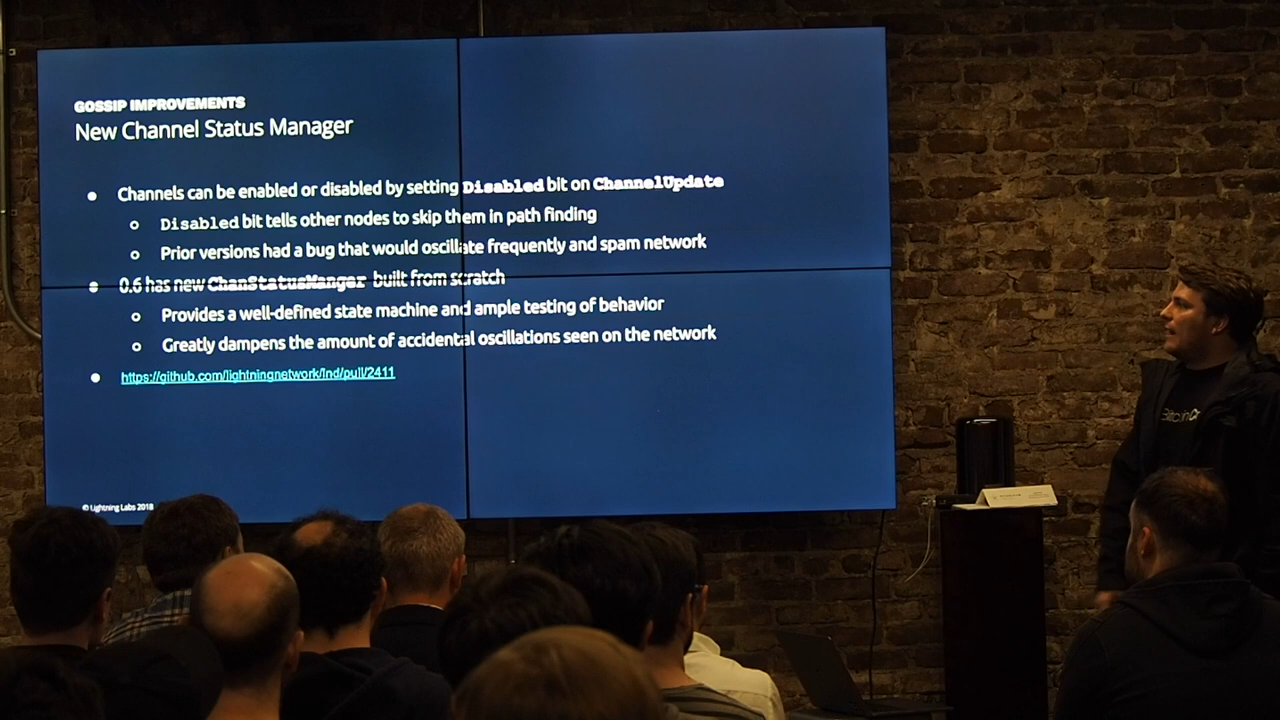 GOSSIP IMPROVEMENTS
New Channel Status Manager
● Channels can be enabled or disabled by setting Disabled bit on ChannelUpdate
○ Disabled bit tells other nodes to skip them in path finding
○ Prior versions had a bug that would oscillate frequently and spam network
● 0.6 has new ChanStatusManger built from scratch
○ Provides a well-defined state machine and ample testing of behavior
○ Greatly dampens the amount of accidental oscillations seen on the network
● https://github.com/lightningnetwork/lnd/pull/2411
© Lightning Labs 2018